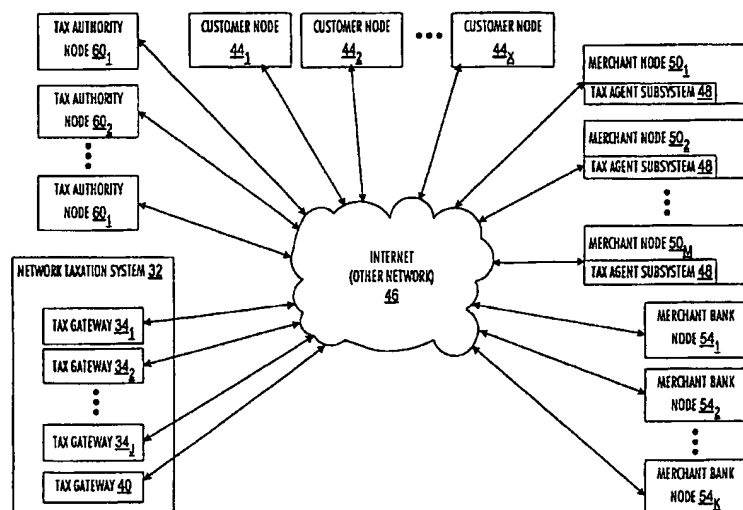 TAX AUTHORITY
NODE 60₁
TAX AUTHORITY
NODE 60₂
TAX AUTHORITY
NODE 60₁
CUSTOMER NODE
44₁
CUSTOMER NODE
44₂
CUSTOMER NODE
44ₓ
MERCHANT NODE 50₁
TAX AGENT SUBSYSTEM 48
MERCHANT NODE 50₂
TAX AGENT SUBSYSTEM 48
MERCHANT NODE 50M
TAX AGENT SUBSYSTEM 48
INTERNET
(OTHER NETWORK)
46
NETWORK TAXATION SYSTEM 32
TAX GATEWAY 34₁
TAX GATEWAY 34₂
TAX GATEWAY 34J
TAX GATEWAY 40
MERCHANT BANK
NODE 54₁
MERCHANT BANK
NODE 54₂
MERCHANT BANK
NODE 54K